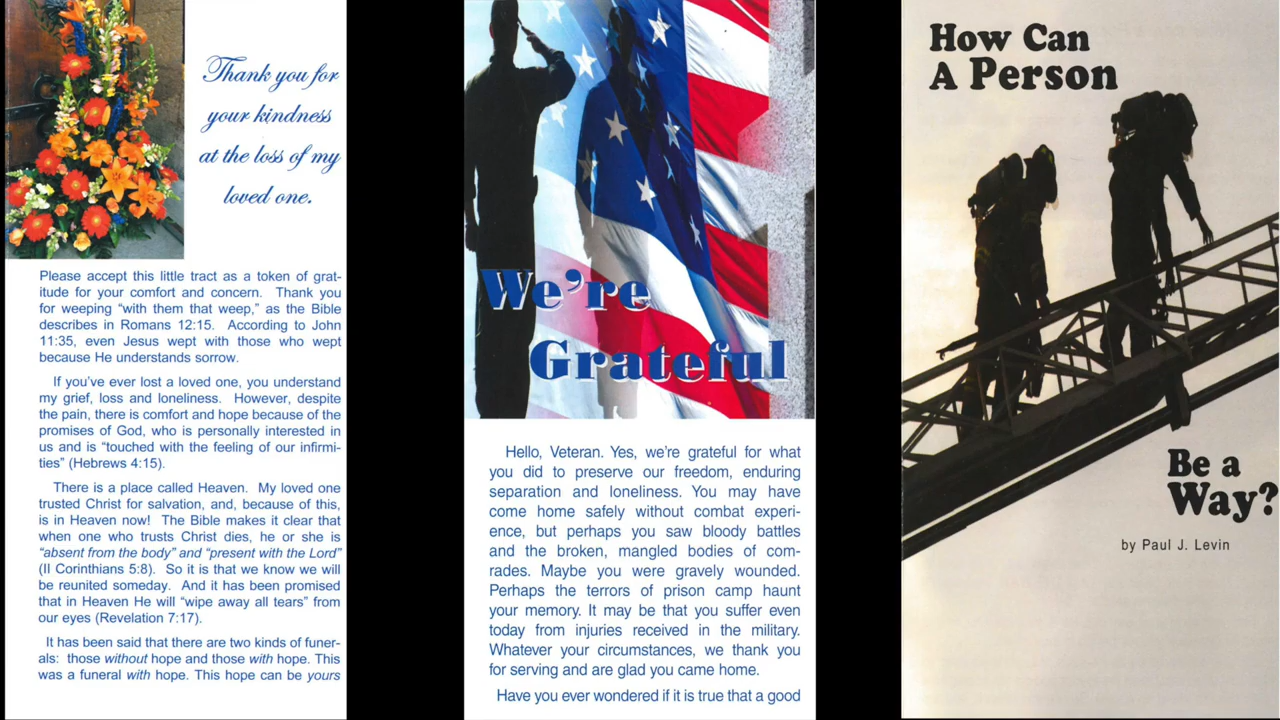 Thank you for
your kindness
at the loss of my
loved one.
Please accept this little tract as a token of grat-
itude for your comfort and concern. Thank you
for weeping “with them that weep,” as the Bible
describes in Romans 12:15. According to John
11:35, even Jesus wept with those who wept
because He understands sorrow.
If you’ve ever lost a loved one, you understand
my grief, loss and loneliness. However, despite
the pain, there is comfort and hope because of the
promises of God, who is personally interested in
us and is “touched with the feeling of our infirmi-
ties” (Hebrews 4:15).
There is a place called Heaven. My loved one
trusted Christ for salvation, and, because of this,
is in Heaven now! The Bible makes it clear that
when one who trusts Christ dies, he or she is
“absent from the body” and “present with the Lord”
(II Corinthians 5:8). So it is that we know we will
be reunited someday. And it has been promised
that in Heaven He will “wipe away all tears” from
our eyes (Revelation 7:17).
It has been said that there are two kinds of funer-
als: those without hope and those with hope. This
was a funeral with hope. This hope can be yours
We’re
Grateful
Hello, Veteran. Yes, we’re grateful for what
you did to preserve our freedom, enduring
separation and loneliness. You may have
come home safely without combat experi-
ence, but perhaps you saw bloody battles
and the broken, mangled bodies of com-
rades. Maybe you were gravely wounded.
Perhaps the terrors of prison camp haunt
your memory. It may be that you suffer even
today from injuries received in the military.
Whatever your circumstances, we thank you
for serving and are glad you came home.
Have you ever wondered if it is true that a good
How Can
A Person
Be a
Way?
by Paul J. Levin